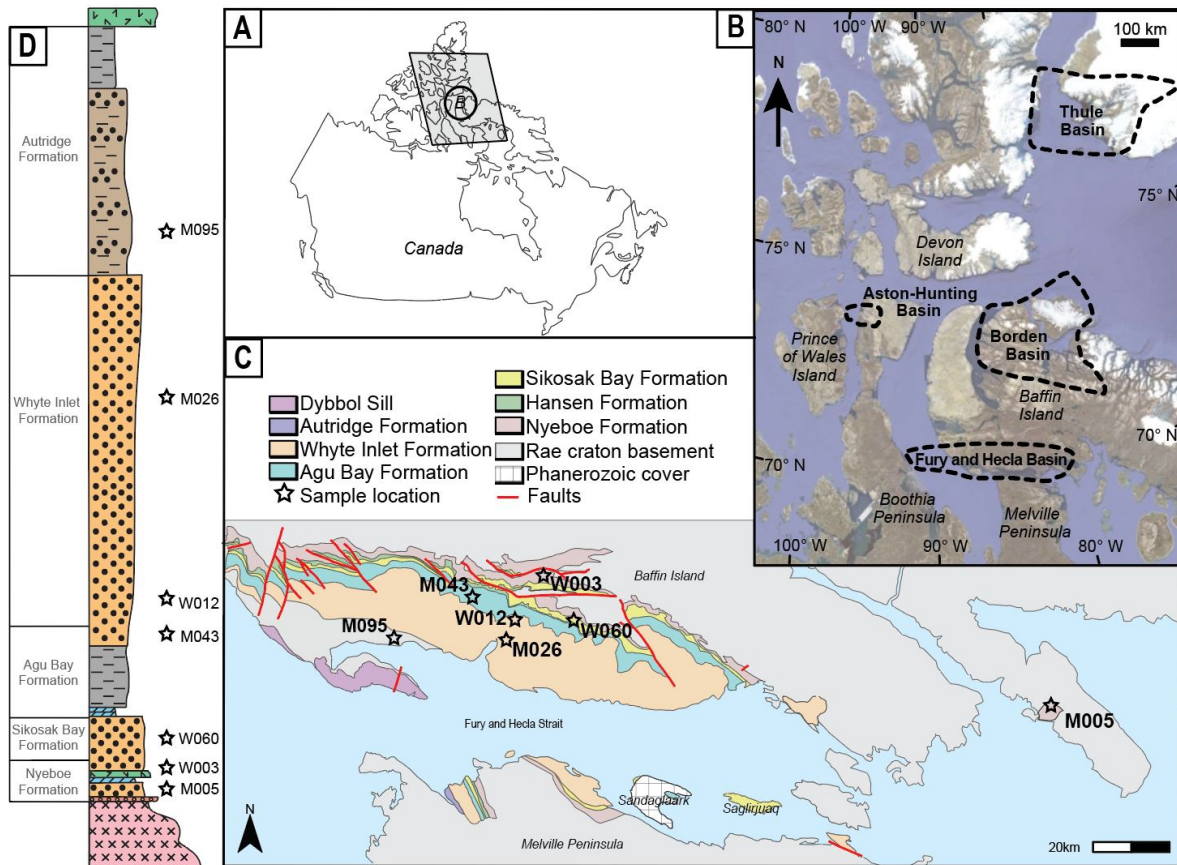 D
Autridge
Formation
M095
Whyte Inlet
Formation
M026
W012
M043
Agu Bay
Formation
Sikosak Bay
Formation
W060
W003
Nyeboe
Formation
M005
A
B
Canada
B
80° N
100° W
90° W
100 km
N
Thule
Basin
75° N
75° N
Devon
Island
Aston-Hunting
Basin
Prince
of Wales
Island
Borden
Basin
Baffin
Island
70° N
70° N
Fury and Hecla Basin
Boothia
Peninsula
Melville
Peninsula
100° W
90° W
80° W
C
Dybbol Sill
Autridge Formation
Whyte Inlet Formation
Agu Bay Formation
Sample location
Sikosak Bay Formation
Hansen Formation
Nyeboe Formation
Rae craton basement
Phanerozoic cover
Faults
Baffin Island
W003
M043
W012
W060
M095
M026
M005
Fury and Hecla Strait
Sandaglaark
Sagliruaq
N
Melville Peninsula
20km